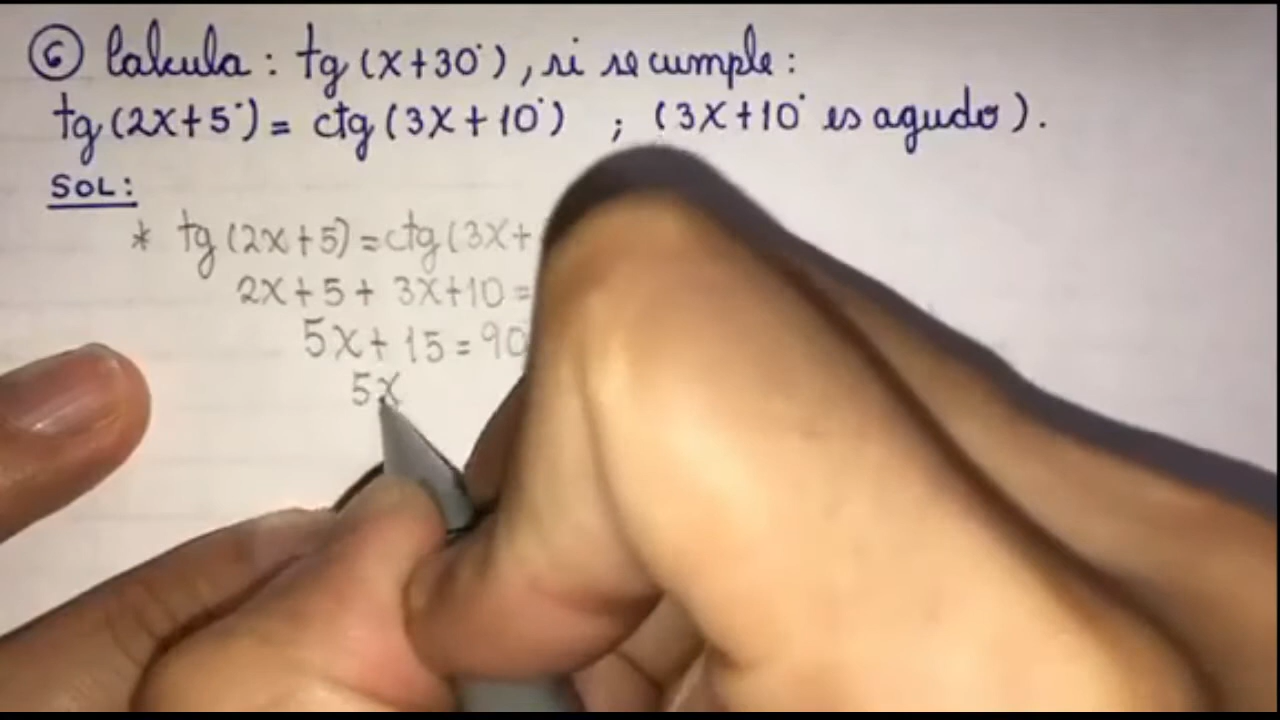 6 Calcula: tg (x+30°), si se cumple:
tg (2x+5°) = ctg (3x+10°) ; (3x+10° es agudo).
SOL:
* tg (2x+5) = ctg (3x+
2x+5+ 3x+10 =
5x+ 15 = 90
5x